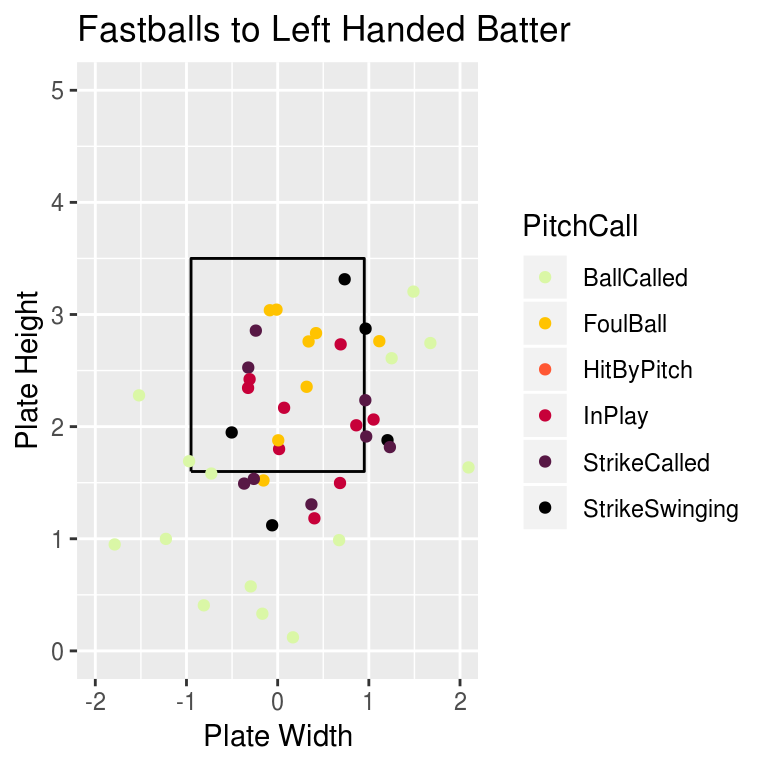 Fastballs to Left Handed Batter
5
4
3
2
1
0
-2 -1 0 1 2
Plate Height
Plate Width
PitchCall
BallCalled
FoulBall
HitByPitch
InPlay
StrikeCalled
StrikeSwinging